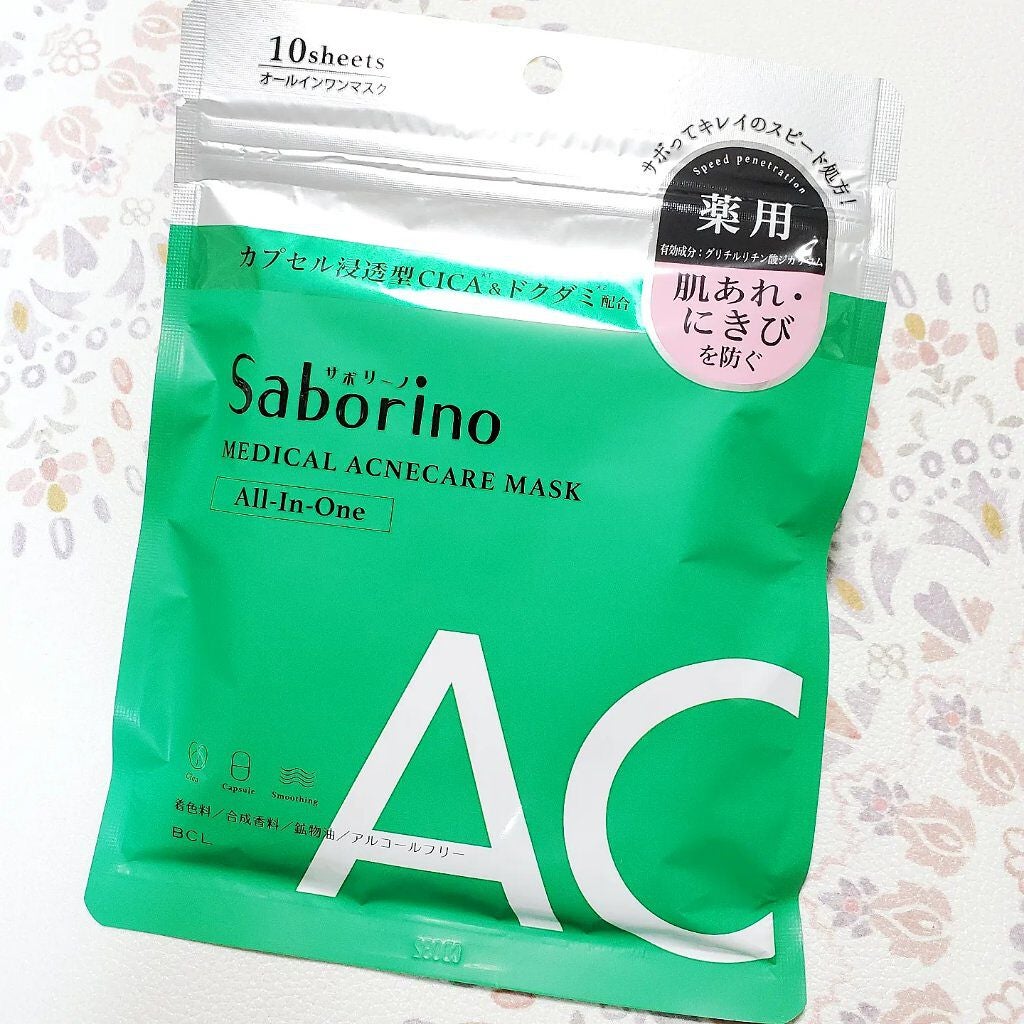 10sheets
オールインワンマスク
サボってキレイのスピード処方!
Speed penetration
薬用
有効成分:グリチルリチン酸ジカリウム
肌あれ・
にきび
を防ぐ
カプセル浸透型CICA&ドクダミ配合
サボリーノ
Saborino
MEDICAL ACNECARE MASK
All-In-One
AC
Cica
Capsule
Smoothing
着色料/合成香料/鉱物油/アルコールフリー
BCL